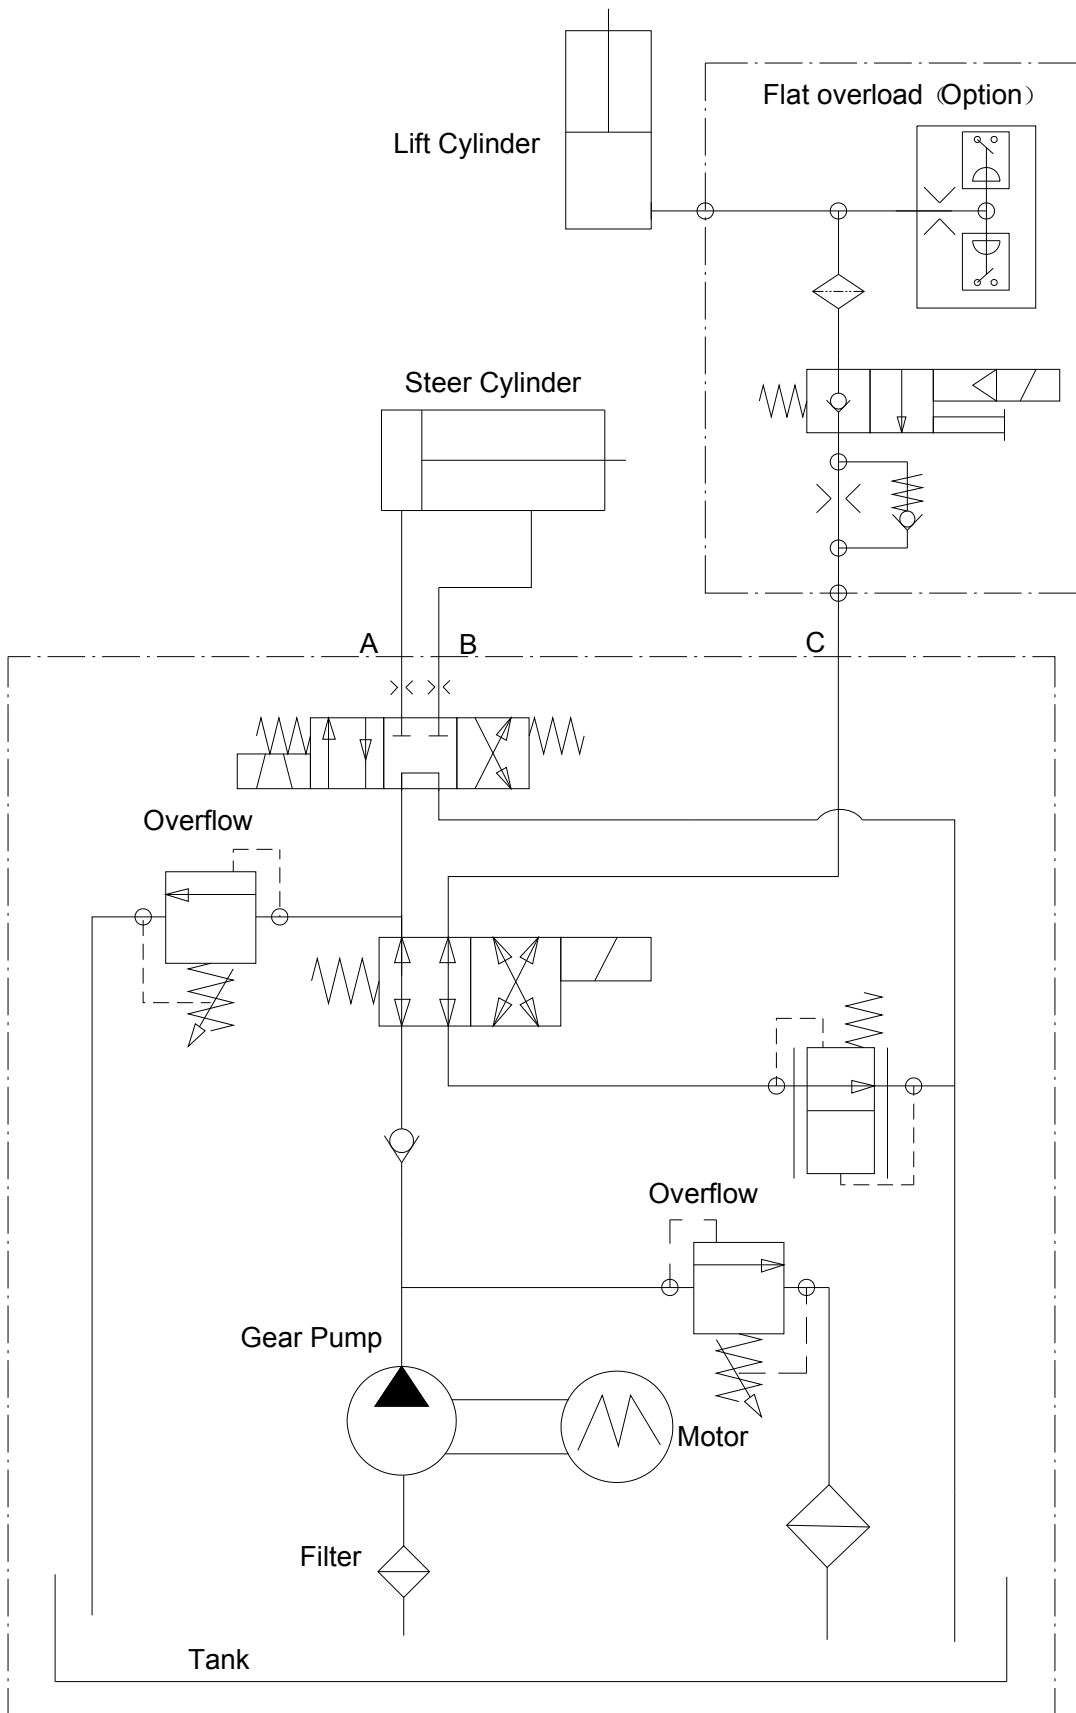 Flat overload（Option）
Lift Cylinder
Steer Cylinder
A
B
C
Overflow
Overflow
Gear Pump
Motor
Filter
Tank